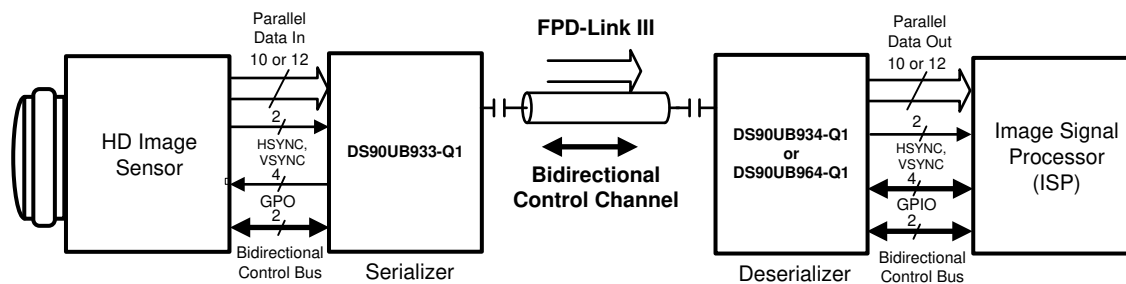 HD Image
Sensor
Parallel
Data In
10 or 12
2
HSYNC,
VSYNC
4
GPO
2
Bidirectional
Control Bus
DS90UB933-Q1
Serializer
FPD-Link III
Bidirectional
Control Channel
DS90UB934-Q1
or
DS90UB964-Q1
Deserializer
Parallel
Data Out
10 or 12
2
HSYNC,
VSYNC
4
GPIO
2
Bidirectional
Control Bus
Image Signal
Processor
(ISP)